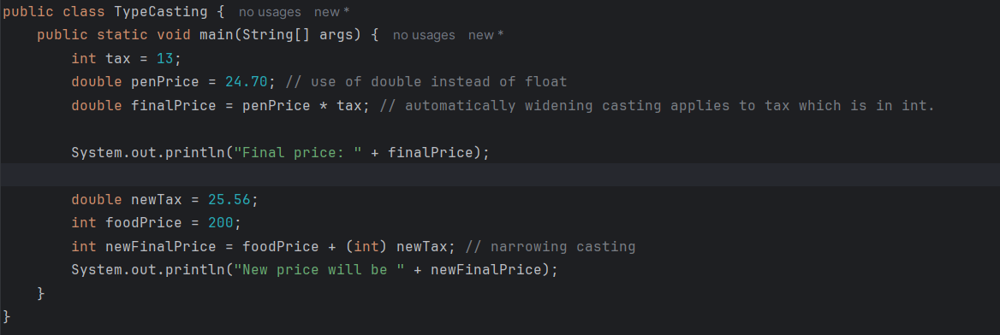 public class TypeCasting { no usages new *
    public static void main(String[] args) { no usages new *
        int tax = 13;
        double penPrice = 24.70; // use of double instead of float
        double finalPrice = penPrice * tax; // automatically widening casting applies to tax which is in int.

        System.out.println("Final price: " + finalPrice);

        double newTax = 25.56;
        int foodPrice = 200;
        int newFinalPrice = foodPrice + (int) newTax; // narrowing casting
        System.out.println("New price will be " + newFinalPrice);
    }
}